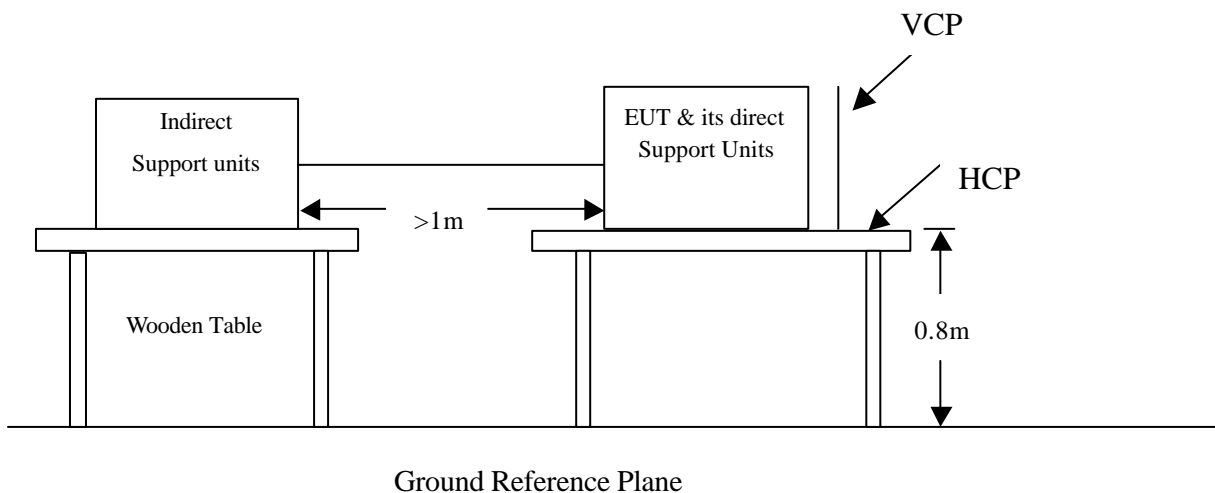 VCP
Indirect
Support units
EUT & its direct
Support Units
HCP
>1m
Wooden Table
0.8m
Ground Reference Plane